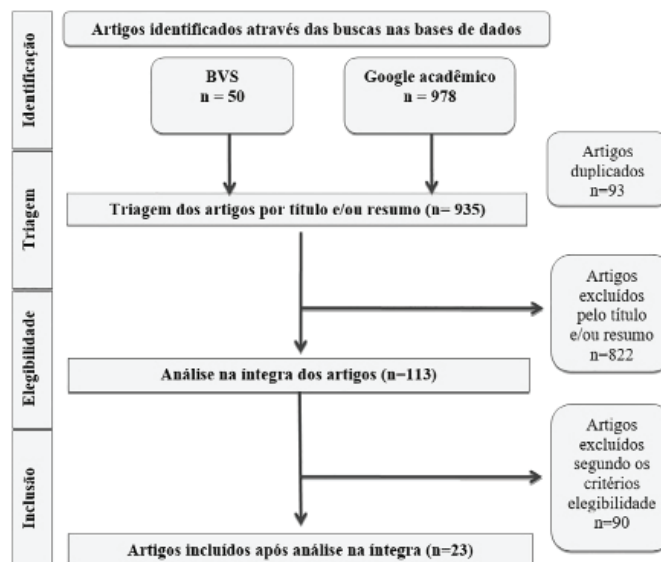 Identificação
Artigos identificados através das buscas nas bases de dados
BVS
n = 50
Google acadêmico
n = 978
Artigos
duplicados
n=93
Triagem
Triagem dos artigos por título e/ou resumo (n= 935)
Artigos
excluídos
pelo título
e/ou resumo
n=822
Elegibilidade
Análise na íntegra dos artigos (n=113)
Artigos
excluídos
segundo os
critérios
elegibilidade
n=90
Inclusão
Artigos incluídos após análise na íntegra (n=23)